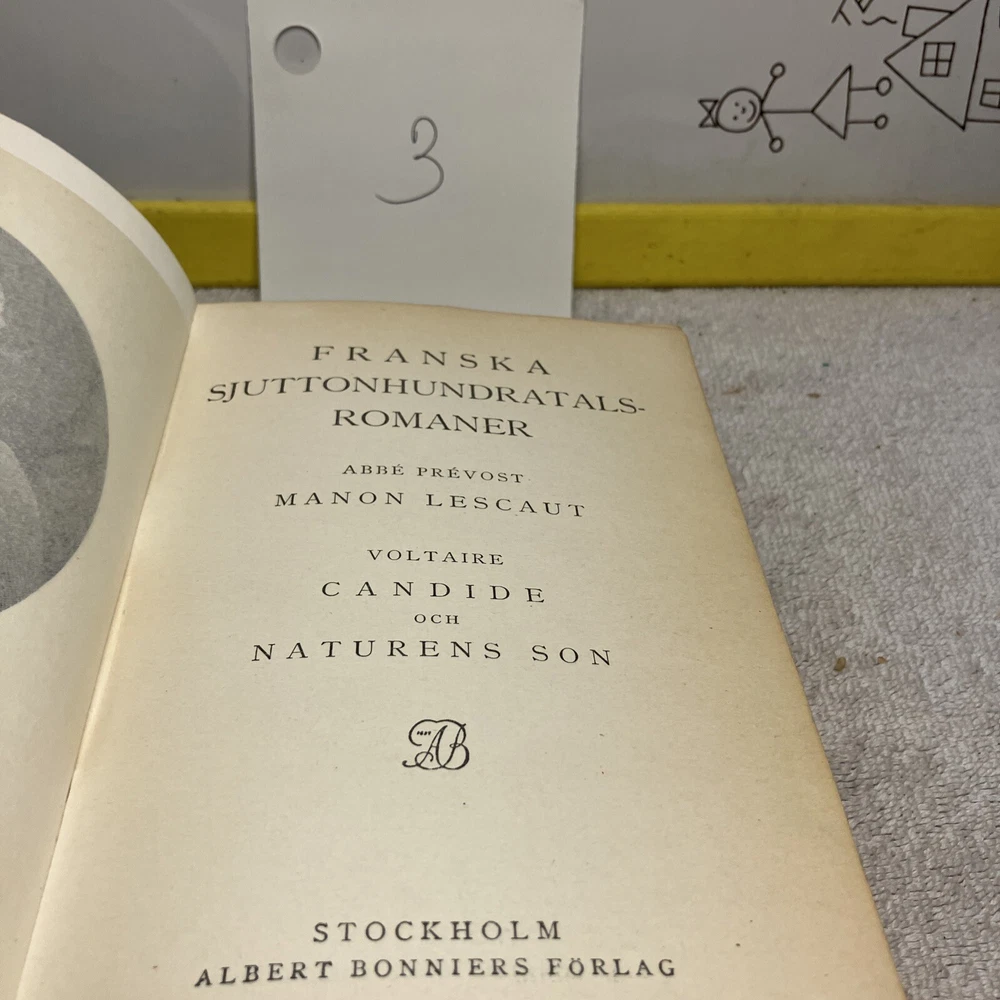 3
FRANSKA
SJUTTONHUNDRATALS-
ROMANER
ABBÉ PRÉVOST
MANON LESCAUT
VOLTAIRE
CANDIDE
OCH
NATURENS SON
AB
STOCKHOLM
ALBERT BONNIERS FÖRLAG